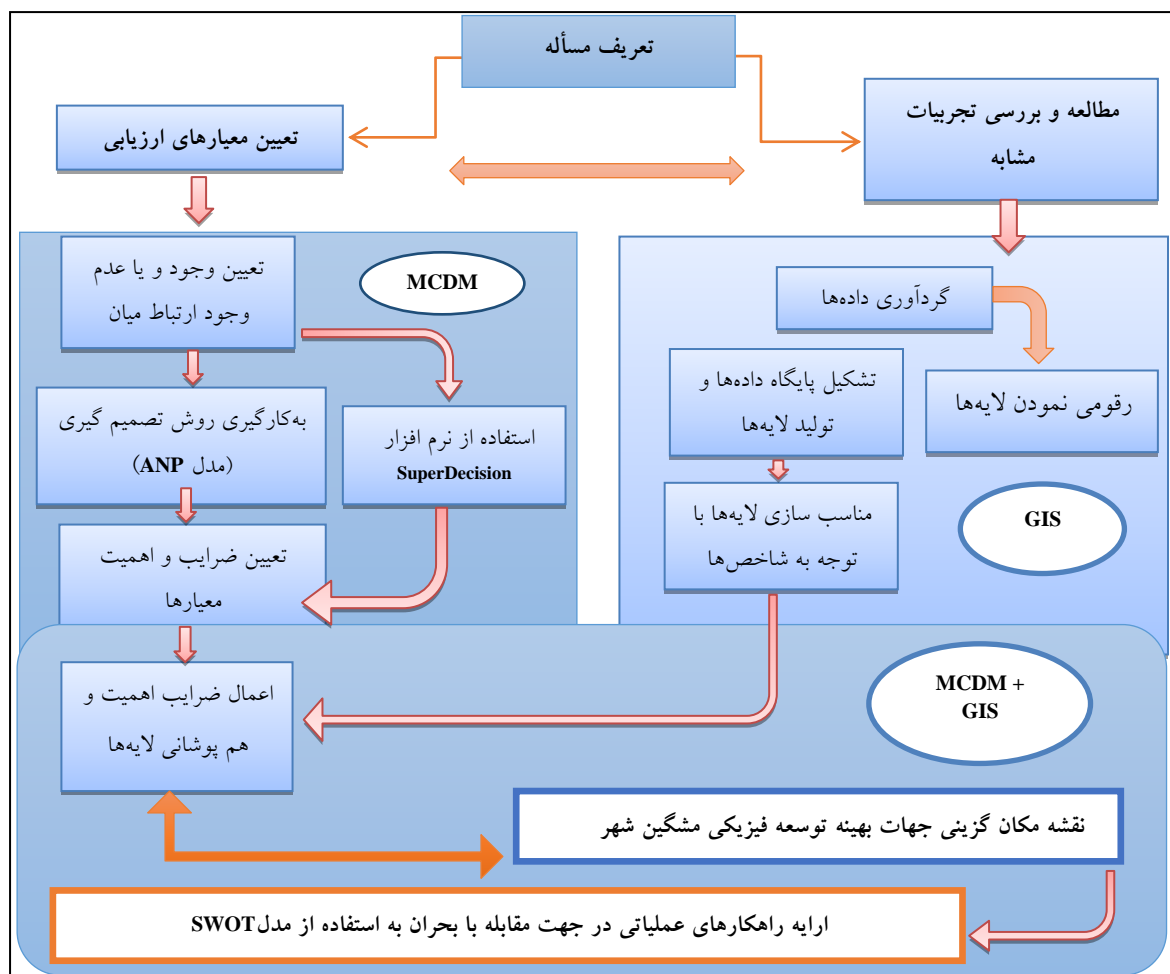 تعریف مسأله
مطالعه و بررسی تجربیات
مشابه
تعیین معیارهای ارزیابی
تعیین وجود و یا عدم
وجود ارتباط میان
MCDM
گردآوری داده‌ها
رقومی نمودن لایه‌ها
تشکیل پایگاه داده‌ها و
تولید لایه‌ها
به‌کارگیری روش تصمیم گیری
(مدل ANP)
استفاده از نرم افزار
SuperDecision
مناسب سازی لایه‌ها با
توجه به شاخص‌ها
GIS
تعیین ضرایب و اهمیت
معیارها
اعمال ضرایب اهمیت و
هم پوشانی لایه‌ها
MCDM +
GIS
نقشه مکان گزینی جهات بهینه توسعه فیزیکی مشگین شهر
ارایه راهکارهای عملیاتی در جهت مقابله با بحران به استفاده از مدلSWOT